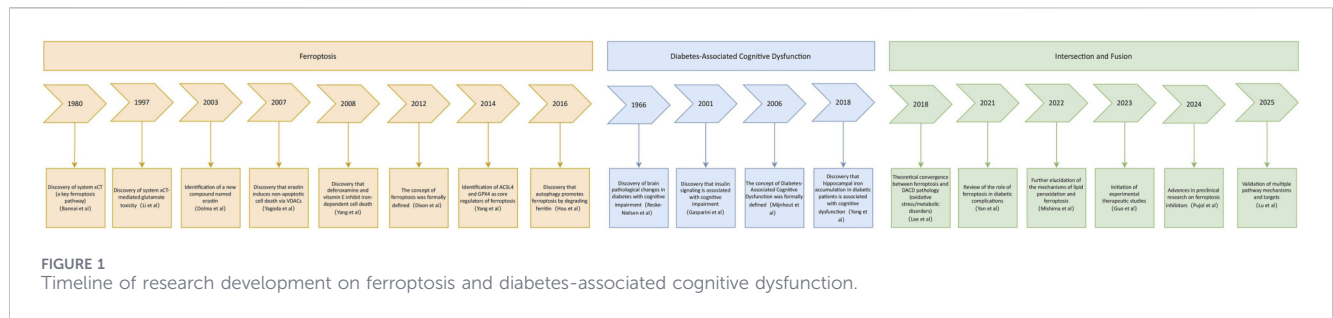 Ferroptosis
Diabetes-Associated Cognitive Dysfunction
Intersection and Fusion
1980
1997
2003
2007
2008
2012
2014
2016
1966
2001
2006
2018
2018
2021
2022
2023
2024
2025
Discovery of system xCT
(a key ferroptosis
pathway)
(Bannai et al)
Discovery of system xCT-
mediated glutamate
toxicity (Li et al)
Identification of a new
compound named
erastin
(Dolma et al)
Discovery that erastin
induces non-apoptotic
cell death via VDACs
(Yagoda et al)
Discovery that
deferoxamine and
vitamin E inhibit iron-
dependent cell death
(Yang et al)
The concept of
ferroptosis was formally
defined (Dixon et al)
Identification of ACSL4
and GPX4 as core
regulators of ferroptosis
(Yang et al)
Discovery that
autophagy promotes
ferroptosis by degrading
ferritin (Hou et al)
Discovery of brain
pathological changes in
diabetes with cognitive
impairment (Reske-
Nielsen et al)
Discovery that insulin
signaling is associated
with cognitive
impairment
(Gasparini et al)
The concept of Diabetes-
Associated Cognitive
Dysfunction was formally
defined (Mijnhout et
al)
Discovery that
hippocampal iron
accumulation in diabetic
patients is associated
with cognitive
dysfunction (Yang et
al)
Theoretical convergence
between ferroptosis and
DACD pathology
(oxidative
stress/metabolic
disorders)
(Lee et al)
Review of the role of
ferroptosis in diabetic
complications
(Yan et al)
Further elucidation of
the mechanisms of lipid
peroxidation and
ferroptosis
(Mishima et al)
Initiation of
experimental
therapeutic studies
(Guo et al)
Advances in preclinical
research on ferroptosis
inhibitors (Pujol et al)
Validation of multiple
pathway mechanisms
and targets
(Lu et al)
FIGURE 1
Timeline of research development on ferroptosis and diabetes-associated cognitive dysfunction.